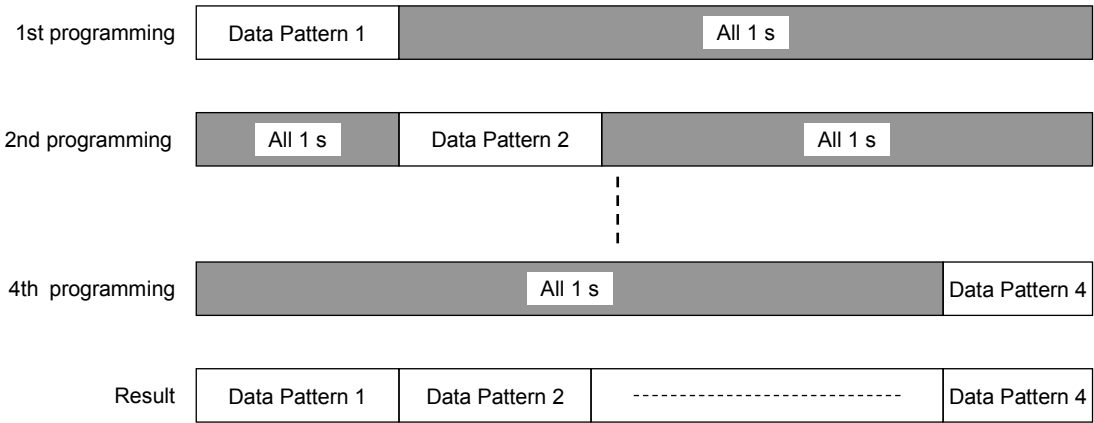 1st programming Data Pattern 1 All 1 s
2nd programming All 1 s Data Pattern 2 All 1 s
4th programming All 1 s Data Pattern 4
Result Data Pattern 1 Data Pattern 2 Data Pattern 4